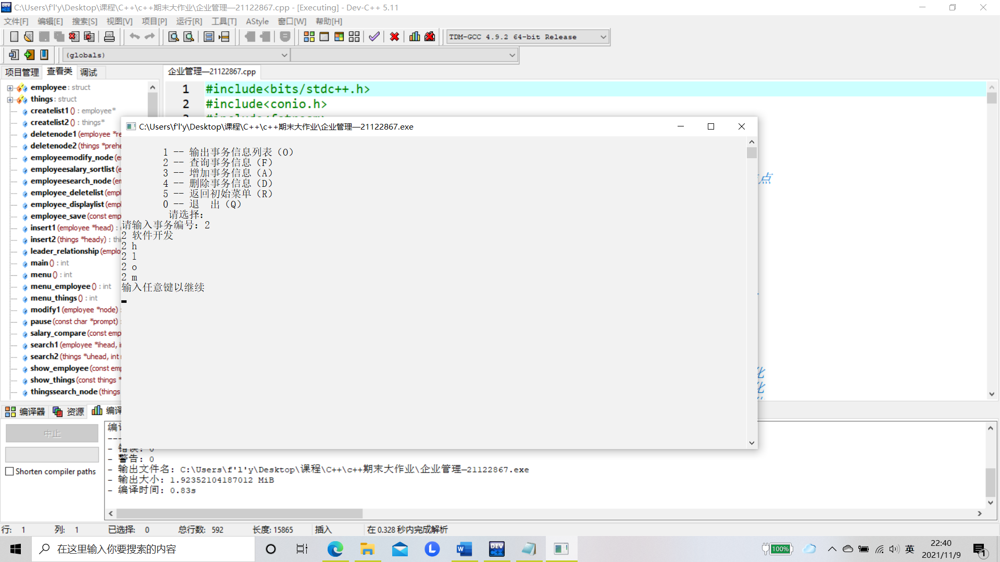 C:\Users\f'l'y\Desktop\课程\C++\c++期末大作业\企业管理—21122867.cpp - [Executing] - Dev-C++ 5.11
文件[F] 编辑[E] 搜索[S] 视图[V] 项目[P] 运行[R] 工具[T] AStyle 窗口[W] 帮助[H]
TDM-GCC 4.9.2 64-bit Release
(globals)
项目管理 查看类 调试
企业管理—21122867.cpp
employee : struct
things : struct
createlist1 () : employee*
createlist2 () : things*
deletenode1 (employee *re
deletenode2 (things *prehe
employeemodify_node (e
employeesalary_sortlist (e
employeesearch_node (en
employee_deletelist (empl
employee_displaylist (empl
employee_save (const emp
insert1 (employee *head) :
insert2 (things *heady) : thi
leader_relationship (emplo
main () : int
menu () : int
menu_employee () : int
menu_things () : int
modify1 (employee *node) :
pause (const char *prompt) :
salary_compare (const emp
search1 (employee *ihead, i
search2 (things *uhead, int
show_employee (const emp
show_things (const things *
thingssearch_node (things
1 #include<bits/stdc++.h>
2 #include<conio.h>
点
化
化
C:\Users\f'l'y\Desktop\课程\C++\c++期末大作业\企业管理—21122867.exe
1 -- 输出事务信息列表（O）
2 -- 查询事务信息（F）
3 -- 增加事务信息（A）
4 -- 删除事务信息（D）
5 -- 返回初始菜单（R）
0 -- 退 出（Q）
请选择:
请输入事务编号: 2
2 软件开发
2 h
2 l
2 o
2 m
输入任意键以继续
编译器 资源 编译
中止
Shorten compiler paths
- 错误: 0
- 警告: 0
- 输出文件名: C:\Users\f'l'y\Desktop\课程\C++\c++期末大作业\企业管理—21122867.exe
- 输出大小: 1.92352104187012 MiB
- 编译时间: 0.83s
行: 1 列: 1 已选择: 0 总行数: 592 长度: 15865 插入 在 0.328 秒内完成解析
在这里输入你要搜索的内容
100%
英
22:40
2021/11/9
1